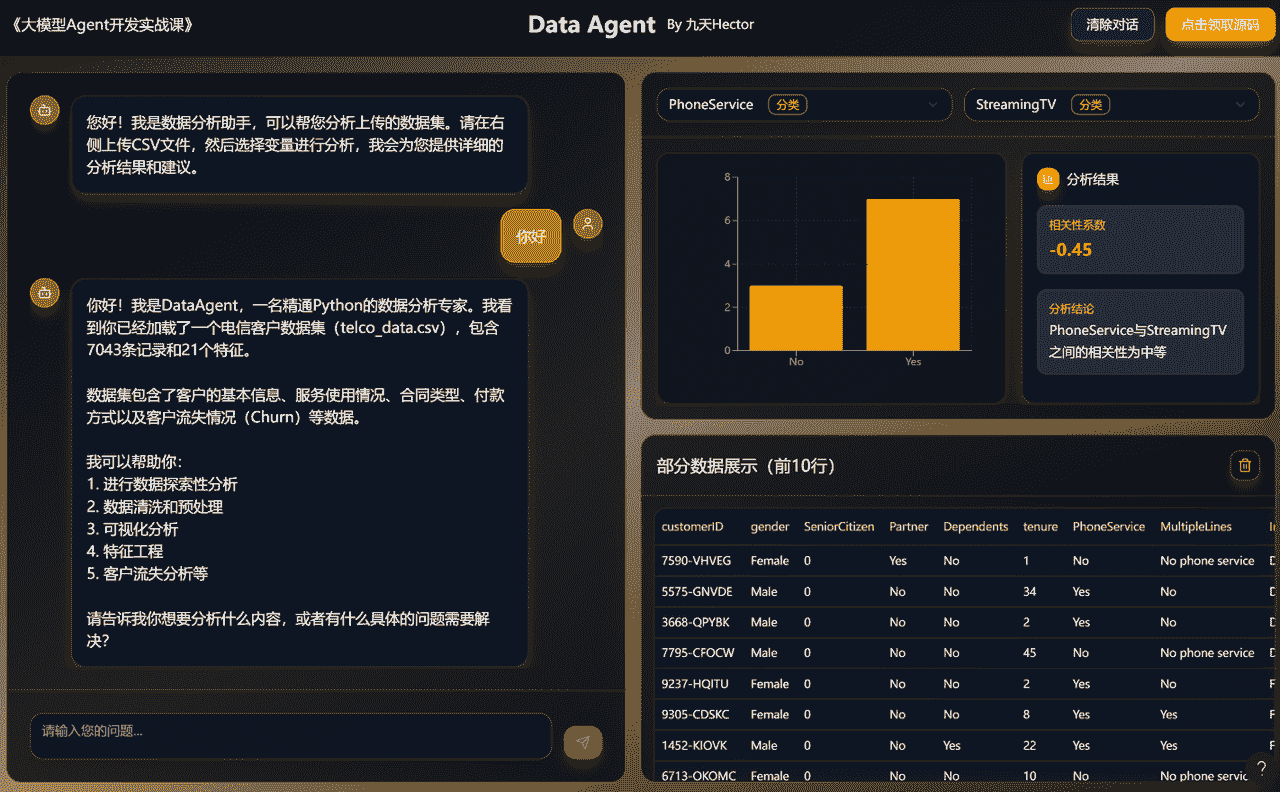 《大模型Agent开发实战课》
Data Agent By 九天Hector
清除对话
点击领取源码
您好！我是数据分析助手，可以帮您分析上传的数据集。请在右
侧上传CSV文件，然后选择变量进行分析，我会为您提供详细的
分析结果和建议。
你好
你好！我是DataAgent，一名精通Python的数据分析专家。我看
到你已经加载了一个电信客户数据集（telco_data.csv），包含
7043条记录和21个特征。
数据集包含了客户的基本信息、服务使用情况、合同类型、付款
方式以及客户流失情况（Churn）等数据。
我可以帮助你：
1. 进行数据探索性分析
2. 数据清洗和预处理
3. 可视化分析
4. 特征工程
5. 客户流失分析等
请告诉我你想要分析什么内容，或者有什么具体的问题需要解
决？
请输入您的问题...
PhoneService 分类
StreamingTV 分类
8
6
4
2
0
No Yes
分析结果
相关性系数
-0.45
分析结论
PhoneService与StreamingTV
之间的相关性为中等
部分数据展示（前10行）
customerID gender SeniorCitizen Partner Dependents tenure PhoneService MultipleLines
7590-VHVEG Female 0 Yes No 1 No No phone service
5575-GNVDE Male 0 No No 34 Yes No
3668-QPYBK Male 0 No No 2 Yes No
7795-CFOCW Male 0 No No 45 No No phone service
9237-HQITU Female 0 No No 2 Yes No
9305-CDSKC Female 0 No No 8 Yes Yes
1452-KIOVK Male 0 No Yes 22 Yes Yes
6713-OKOMC Female 0 No No 10 No No phone servic
?